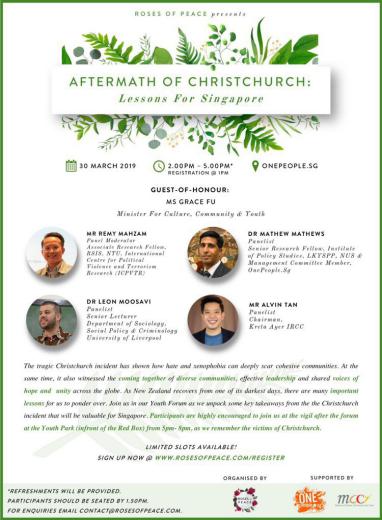 ROSES OF PEACE presents
AFTERMATH OF CHRISTCHURCH:
Lessons For Singapore
30 MARCH 2019
2.00PM – 5.00PM*
REGISTRATION @ 1PM
ONEPEOPLE.SG
GUEST-OF-HONOUR:
MS GRACE FU
Minister For Culture, Community & Youth
MR REMY MAHZAM
Panel Moderator
Associate Research Fellow,
RSIS, NTU, International
Centre for Political
Violence and Terrorism
Research (ICPVTR)
DR MATHEW MATHEWS
Panelist
Senior Research Fellow, Institute
of Policy Studies, LKYSPP, NUS &
Management Committee Member,
OnePeople.Sg
DR LEON MOOSAVI
Panelist
Senior Lecturer
Department of Sociology,
Social Policy & Criminology
University of Liverpool
MR ALVIN TAN
Panelist
Chairman,
Kreta Ayer IRCC
The tragic Christchurch incident has shown how hate and xenophobia can deeply scar cohesive communities. At the
same time, it also witnessed the coming together of diverse communities, effective leadership and shared voices of
hope and unity across the globe. As New Zealand recovers from one of its darkest days, there are many important
lessons for us to ponder over. Join us in our Youth Forum as we unpack some key takeaways from the the Christchurch
incident that will be valuable for Singapore. Participants are highly encouraged to join us at the vigil after the forum
at the Youth Park (infront of the Red Box) from 5pm- 8pm, as we remember the victims of Christchurch.
LIMITED SLOTS AVAILABLE!
SIGN UP NOW @ WWW.ROSESOFPEACE.COM/REGISTER
ORGANISED BY
SUPPORTED BY
*REFRESHMENTS WILL BE PROVIDED.
PARTICIPANTS SHOULD BE SEATED BY 1.50PM.
FOR ENQUIRIES EMAIL CONTACT@ROSESOFPEACE.COM.
ROSES of PEACE
ONE
mccy